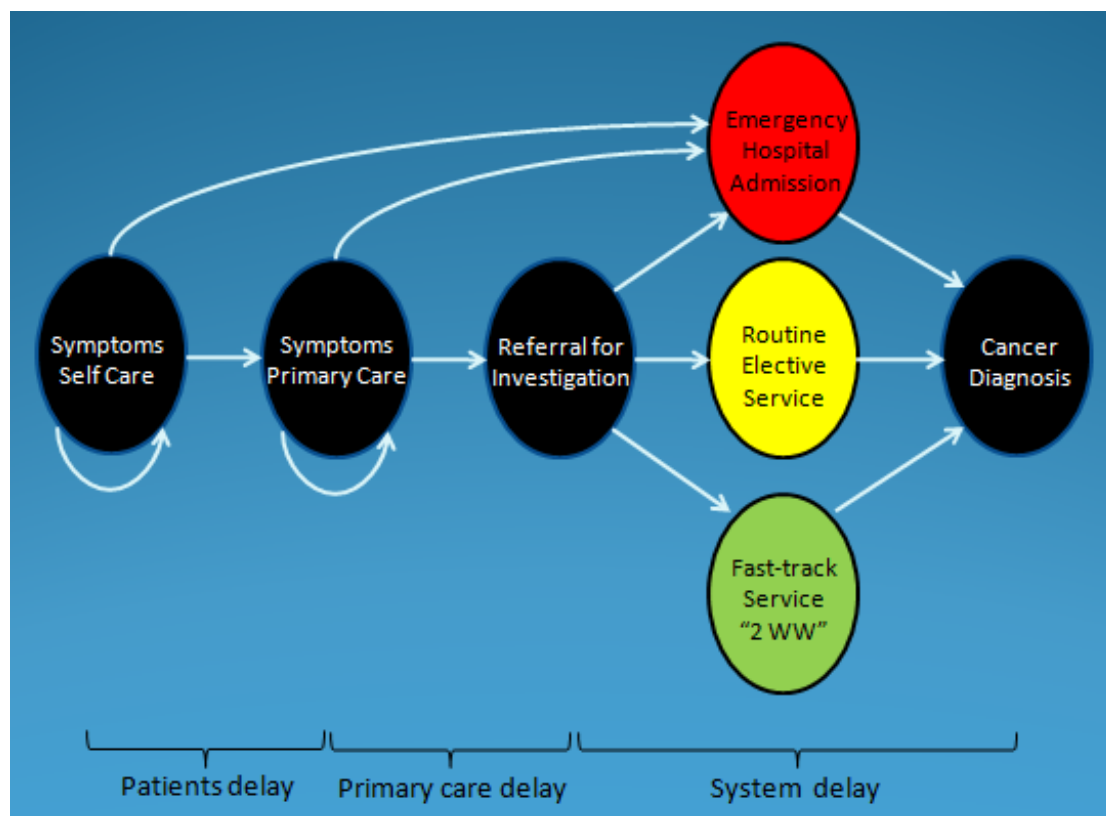 Emergency
Hospital
Admission
Symptoms
Self Care
Symptoms
Primary Care
Referral for
Investigation
Routine
Elective
Service
Cancer
Diagnosis
Fast-track
Service
“2 WW”
Patients delay
Primary care delay
System delay